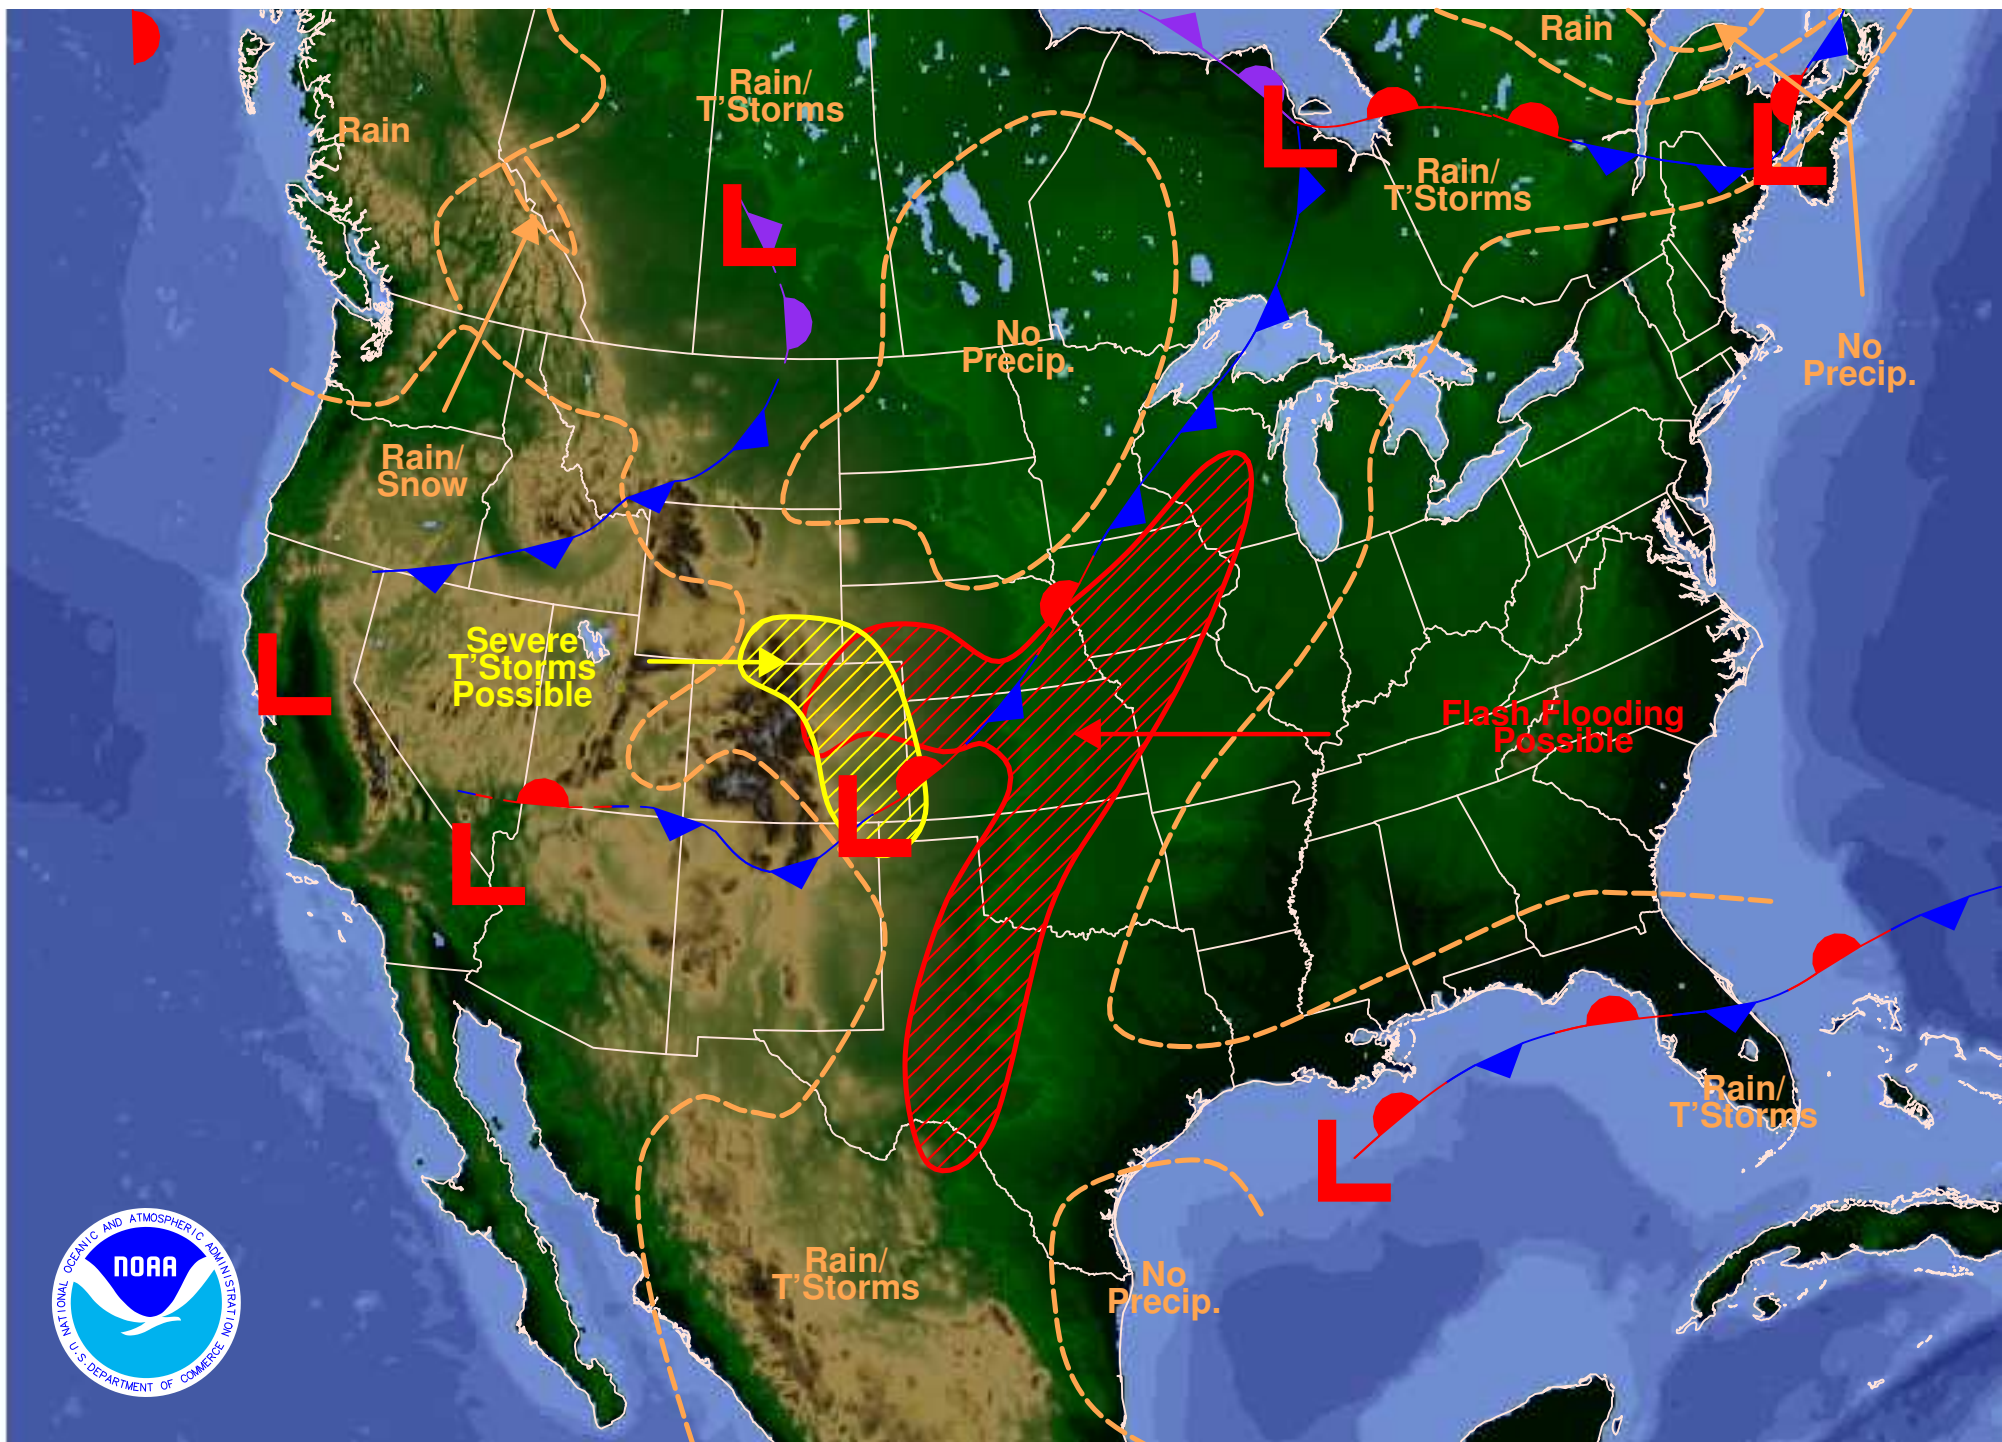 Rain
Rain/
T'Storms
Rain
Rain/
T'Storms
No
Precip.
No
Precip.
Rain/
Snow
Severe
T'Storms
Possible
Flash Flooding
Possible
Rain/
T'Storms
Rain/
T'Storms
No
Precip.
L
L
L
L
L
L
L
NATIONAL OCEANIC AND ATMOSPHERIC ADMINISTRATION
NOAA
U.S. DEPARTMENT OF COMMERCE